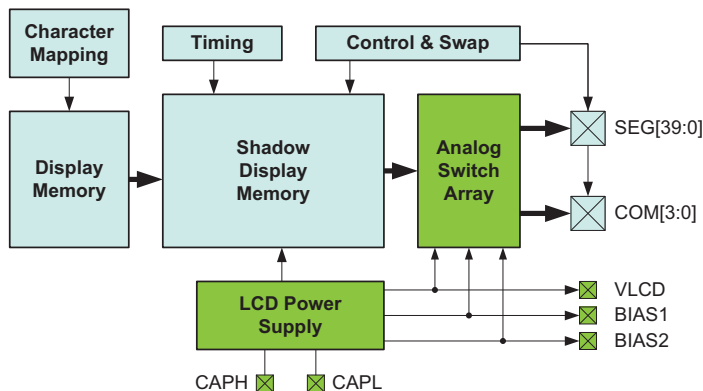 Character
Mapping
Timing
Control & Swap
Display
Memory
Shadow
Display
Memory
Analog
Switch
Array
SEG[39:0]
COM[3:0]
LCD Power
Supply
VLCD
BIAS1
BIAS2
CAPH
CAPL